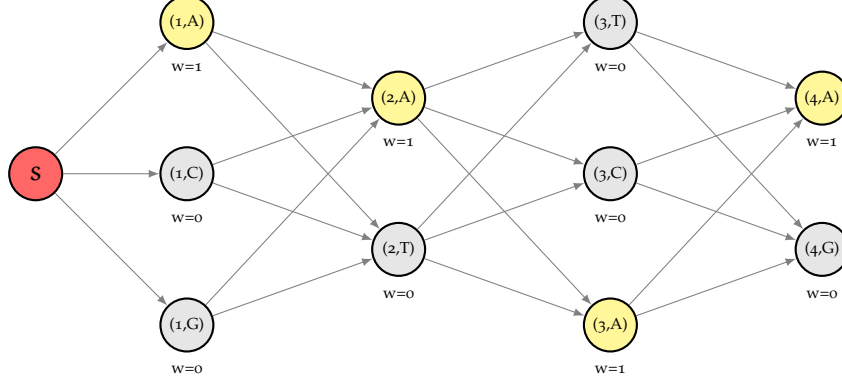 (1,A)
w=1
(3,T)
w=0
(2,A)
w=1
(4,A)
w=1
s
(1,C)
w=0
(3,C)
w=0
(2,T)
w=0
(4,G)
w=0
(1,G)
w=0
(3,A)
w=1